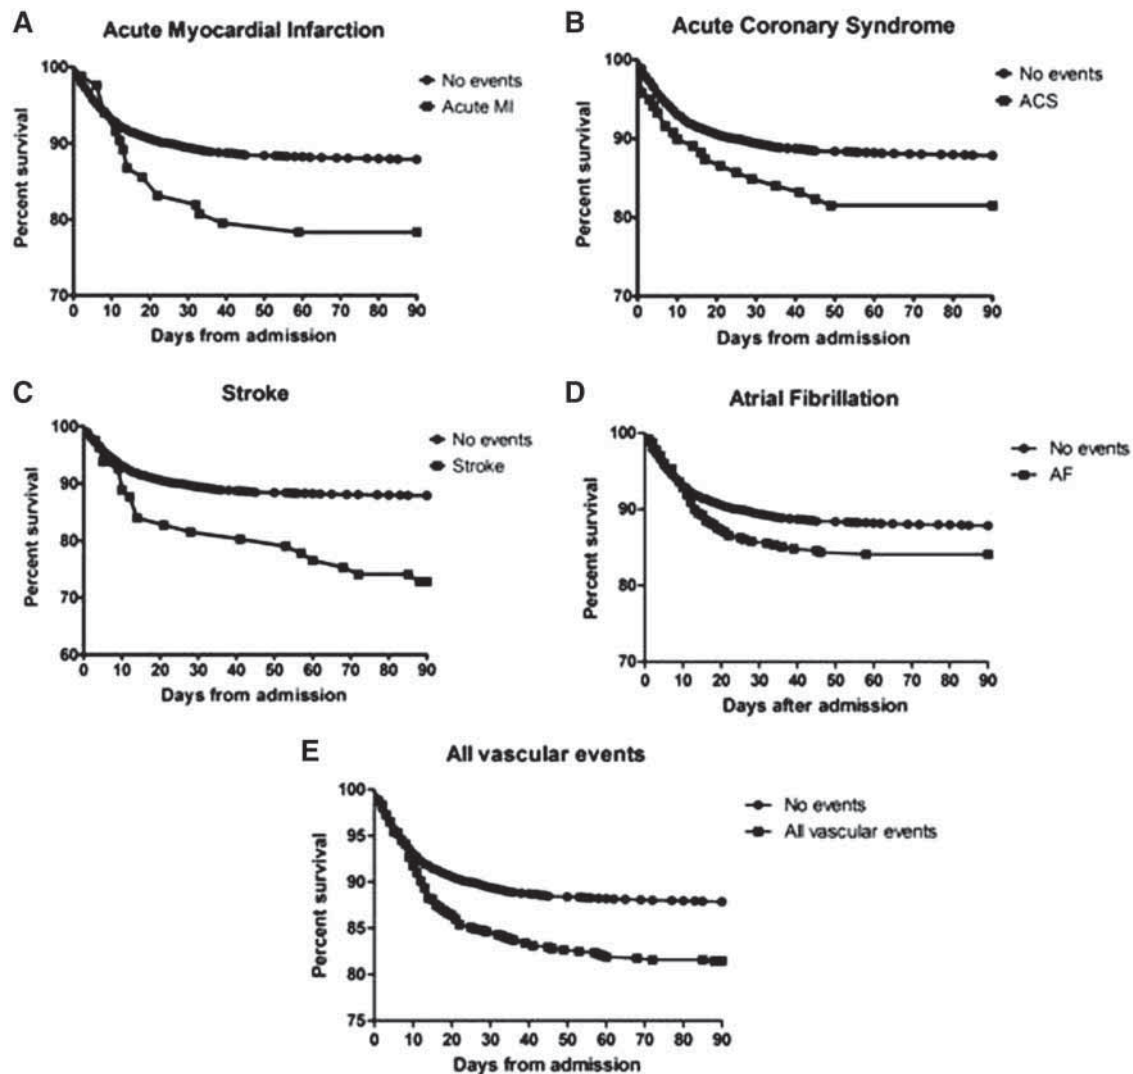 A
Acute Myocardial Infarction
100
90
80
70
Percent survival
0 10 20 30 40 50 60 70 80 90
Days from admission
No events
Acute MI
B
Acute Coronary Syndrome
100
90
80
70
Percent survival
0 10 20 30 40 50 60 70 80 90
Days from admission
No events
ACS
C
Stroke
100
90
80
70
60
Percent survival
0 10 20 30 40 50 60 70 80 90
Days from admission
No events
Stroke
D
Atrial Fibrillation
100
90
80
70
Percent survival
0 10 20 30 40 50 60 70 80 90
Days after admission
No events
AF
E
All vascular events
100
95
90
85
80
75
Percent survival
0 10 20 30 40 50 60 70 80 90
Days from admission
No events
All vascular events